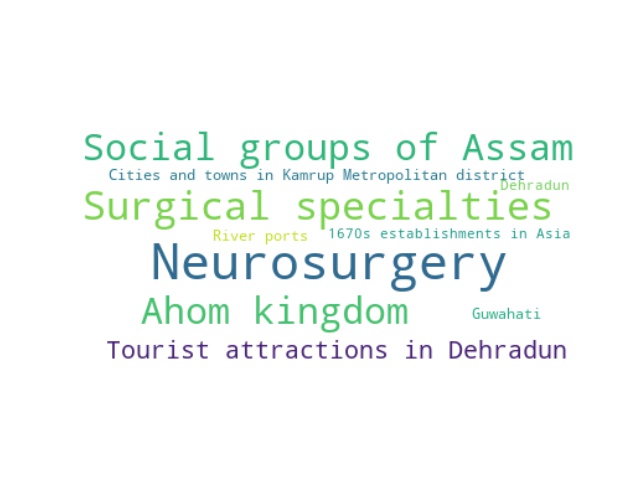 Social groups of Assam
Cities and towns in Kamrup Metropolitan district
Dehradun
Surgical specialties
River ports
1670s establishments in Asia
Neurosurgery
Ahom kingdom
Guwahati
Tourist attractions in Dehradun